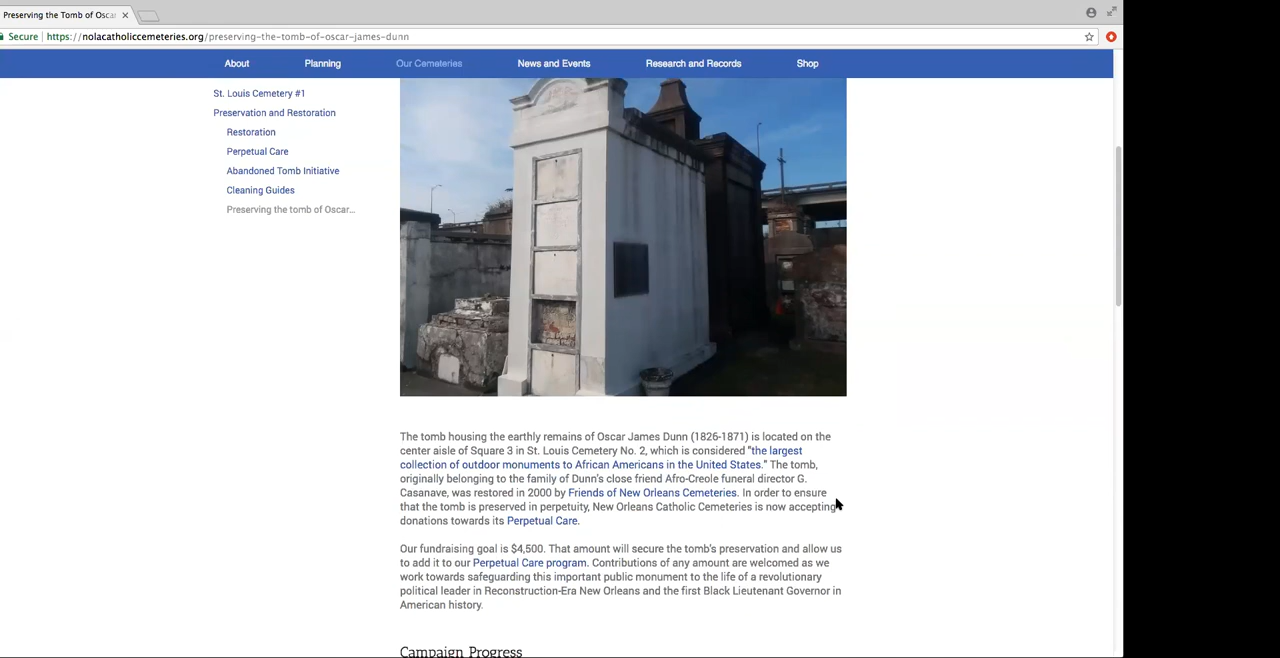 Preserving the Tomb of Osca
Secure | https://nolacatholiccemeteries.org/preserving-the-tomb-of-oscar-james-dunn
About Planning Our Cemeteries News and Events Research and Records Shop
St. Louis Cemetery #1
Preservation and Restoration
Restoration
Perpetual Care
Abandoned Tomb Initiative
Cleaning Guides
Preserving the tomb of Oscar...
The tomb housing the earthly remains of Oscar James Dunn (1826-1871) is located on the
center aisle of Square 3 in St. Louis Cemetery No. 2, which is considered "the largest
collection of outdoor monuments to African Americans in the United States." The tomb,
originally belonging to the family of Dunn's close friend Afro-Creole funeral director G.
Casanave, was restored in 2000 by Friends of New Orleans Cemeteries. In order to ensure
that the tomb is preserved in perpetuity, New Orleans Catholic Cemeteries is now accepting
donations towards its Perpetual Care.
Our fundraising goal is $4,500. That amount will secure the tomb's preservation and allow us
to add it to our Perpetual Care program. Contributions of any amount are welcomed as we
work towards safeguarding this important public monument to the life of a revolutionary
political leader in Reconstruction-Era New Orleans and the first Black Lieutenant Governor in
American history.
Campaign Progress